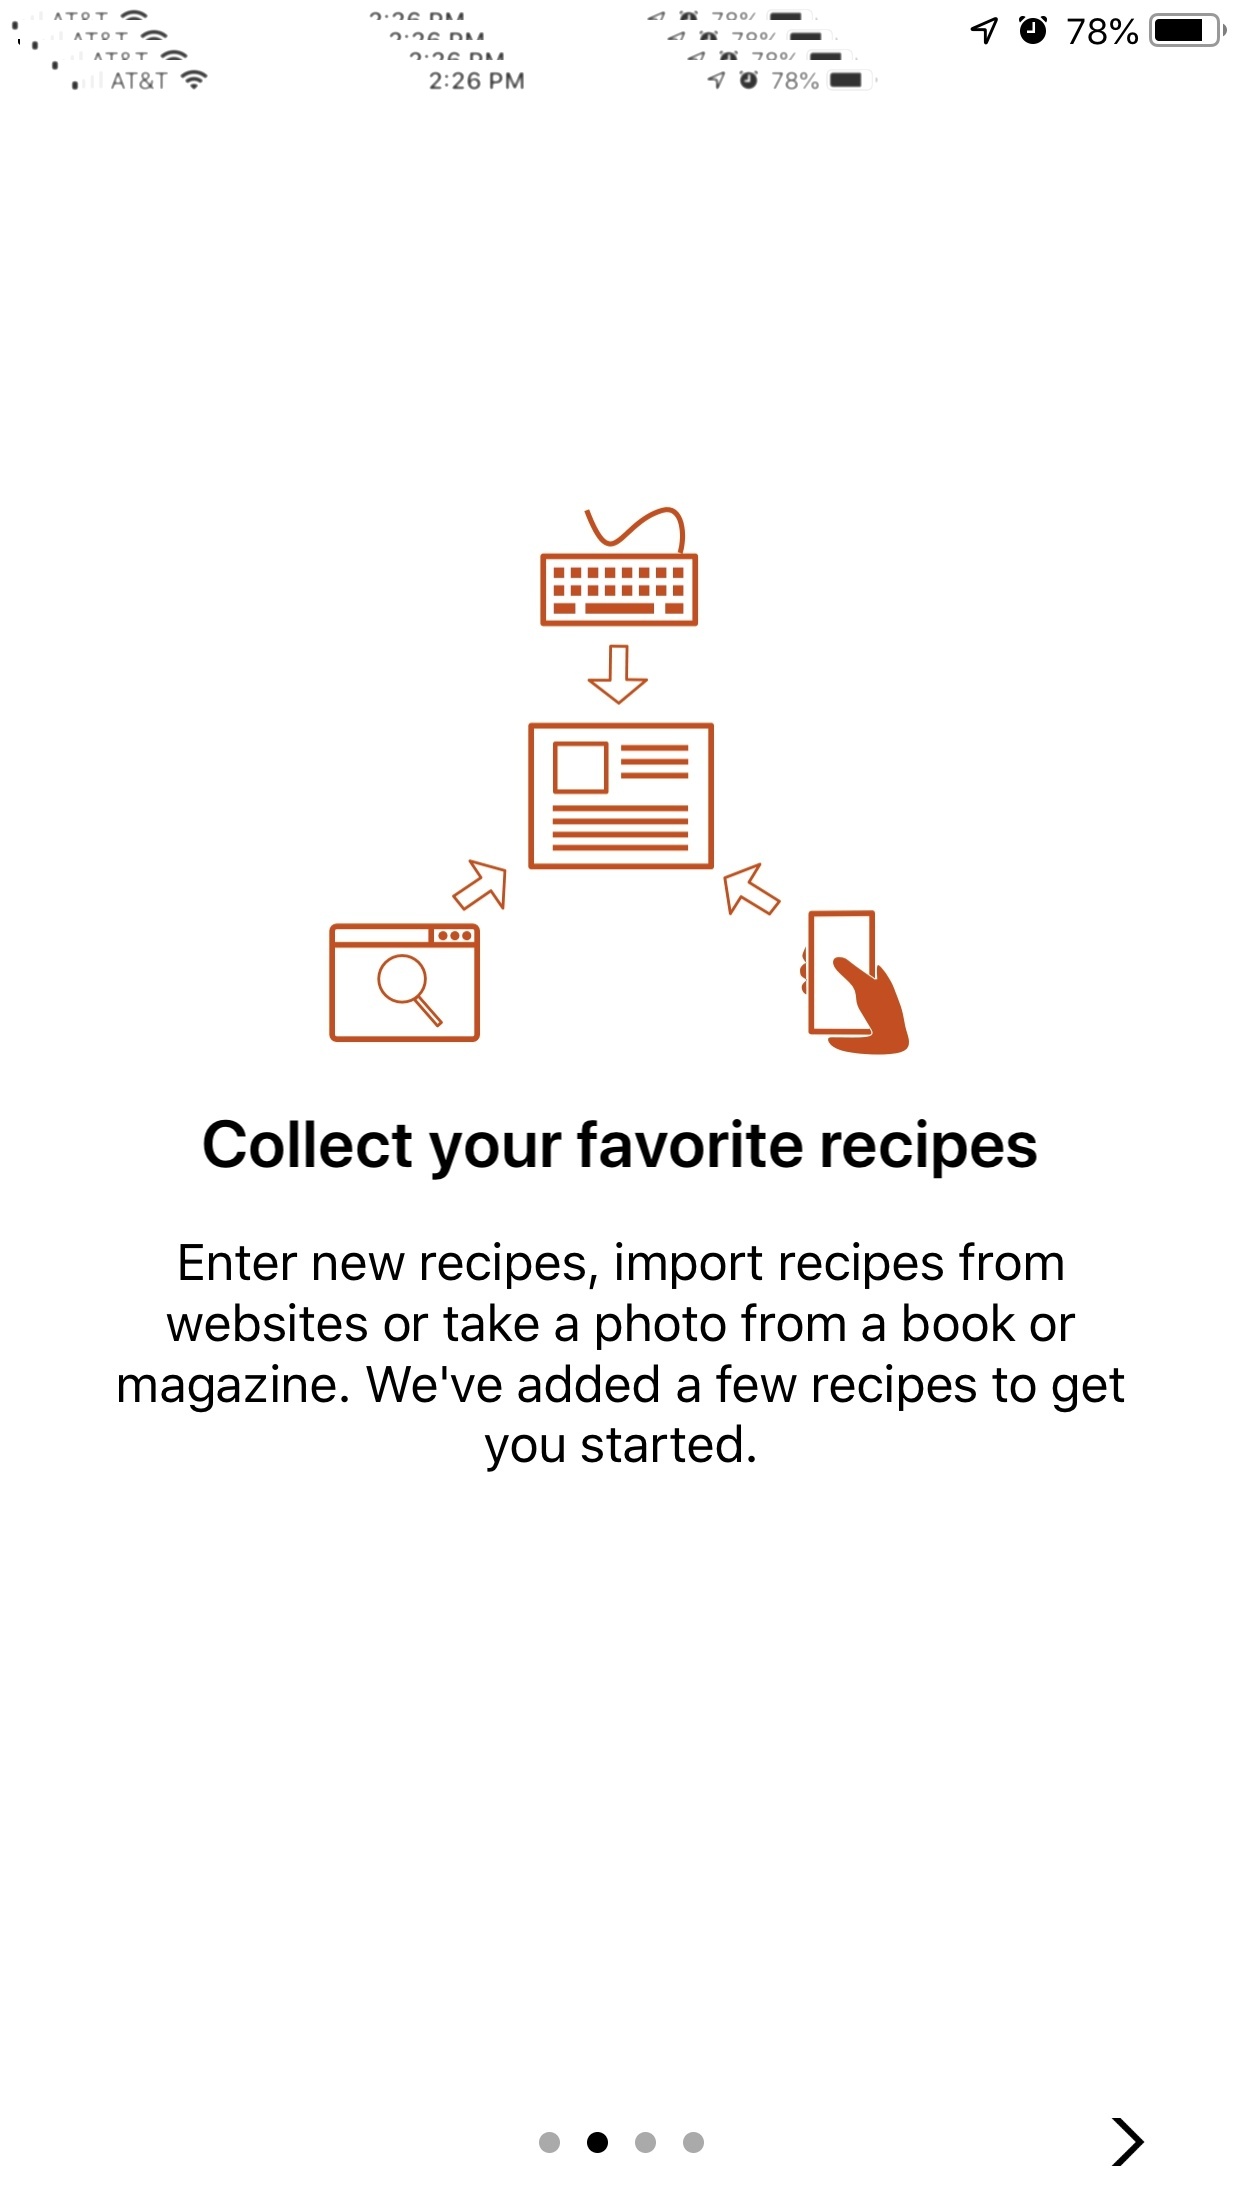 78%
AT&T 2:26 PM 78%
Collect your favorite recipes
Enter new recipes, import recipes from
websites or take a photo from a book or
magazine. We've added a few recipes to get
you started.